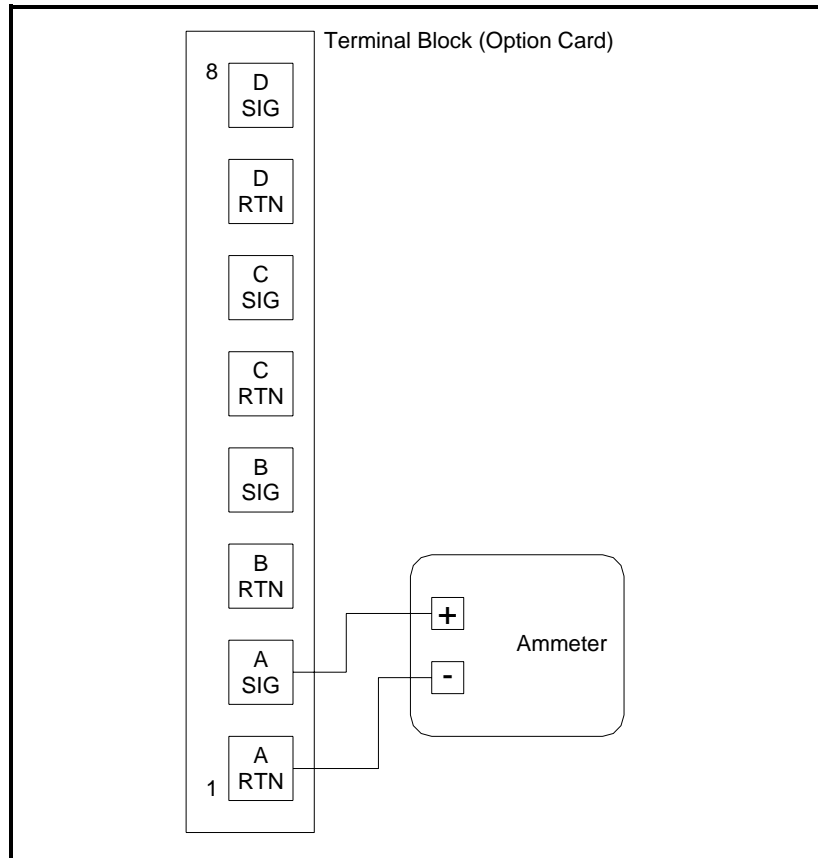 Terminal Block (Option Card)
8
D
SIG
D
RTN
C
SIG
C
RTN
B
SIG
B
RTN
A
SIG
A
RTN
1
+
-
Ammeter